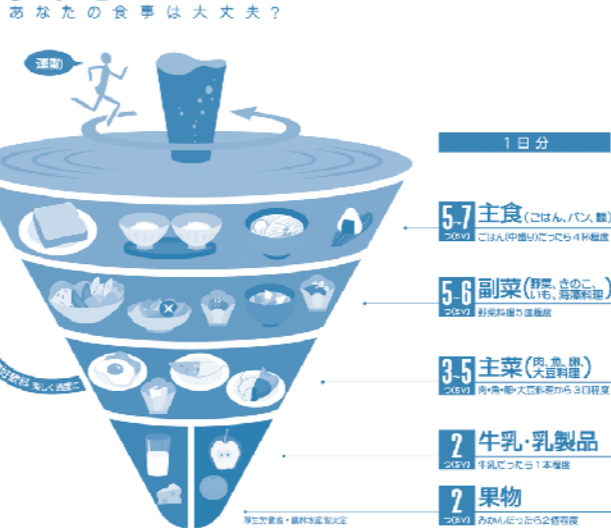 あなたの食事は大丈夫?
運動
1日分
5~7
つ(SV)
主食(ごはん、パン、麺)
ごはん(中盛り)だったら4杯程度
5~6
つ(SV)
副菜(野菜、きのこ、
いも、海藻料理)
野菜料理5皿程度
3~5
つ(SV)
主菜(肉、魚、卵、
大豆料理)
肉・魚・卵・大豆料理から3皿程度
2
つ(SV)
牛乳・乳製品
牛乳だったら1本程度
2
つ(SV)
果物
みかんだったら2個程度
楽しく適度に
厚生労働省・農林水産省決定